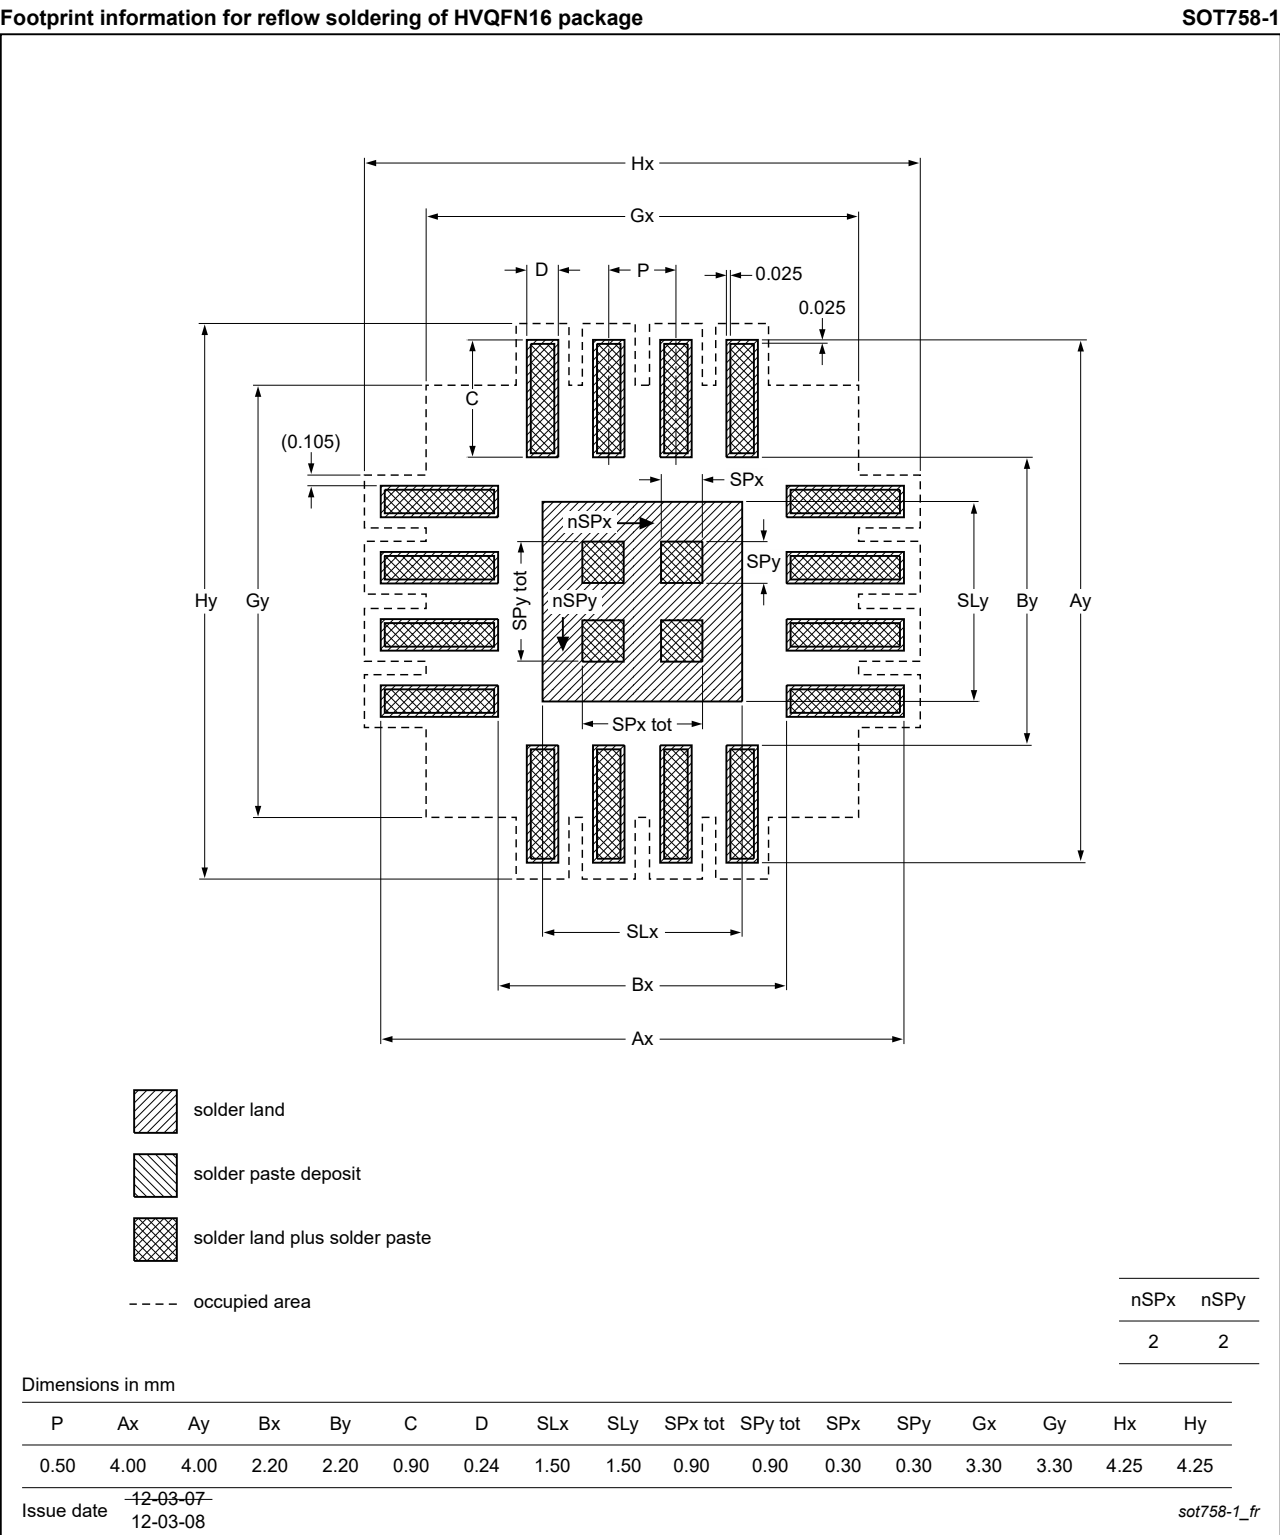 Footprint information for reflow soldering of HVQFN16 package SOT758-1
Hx
Gx
D P 0.025
0.025
C
(0.105)
SPx
nSPx
SPy
SPy tot
nSPy
Hy Gy SLy By Ay
SPx tot
SLx
Bx
Ax
solder land
solder paste deposit
solder land plus solder paste
occupied area
nSPx nSPy
2 2
Dimensions in mm
P Ax Ay Bx By C D SLx SLy SPx tot SPy tot SPx SPy Gx Gy Hx Hy
0.50 4.00 4.00 2.20 2.20 0.90 0.24 1.50 1.50 0.90 0.90 0.30 0.30 3.30 3.30 4.25 4.25
Issue date 12-03-07
12-03-08
sot758-1_fr